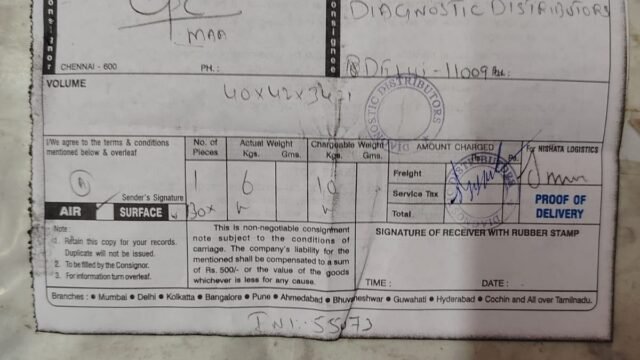 onsignor
onsignee
MAA
DIAGNOSTIC DISTRIBUTORS
CHENNAI - 600
PH.:
DELHI-11009
VOLUME
40x42x34
DIAGNOSTIC DISTRIBUTORS
I/We agree to the terms & conditions
mentioned below & overleaf
Sender's Signature
AIR
SURFACE
No. of
Pieces
1
Box
Actual Weight
Kgs. Gms.
6
K
Chargeable Weight
Kgs. Gms.
10
K
AMOUNT CHARGED
Freight
Service Tax
Total
Ps.
For NISHATA LOGISTICS
PROOF OF
DELIVERY
Note :
1. Retain this copy for your records.
Duplicate will not be issued.
2. To be filled by the Consignor.
3. For information turn overleaf.
This is non-negotiable consignment
note subject to the conditions of
carriage. The company's liability for the
mentioned shall be compensated to a sum
of Rs. 500/- or the value of the goods
whichever is less for any cause.
SIGNATURE OF RECEIVER WITH RUBBER STAMP
TIME :
DATE :
Branches : • Mumbai • Delhi • Kolkatta • Bangalore • Pune • Ahmedabad • Bhuvneshwar • Guwahati • Hyderabad • Cochin and All over Tamilnadu.
INV: 55073